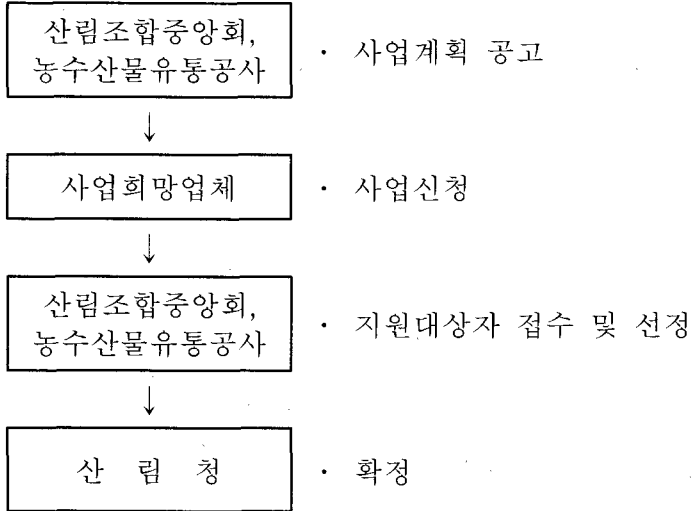 산림조합중앙회,
농수산물유통공사
· 사업계획 공고
↓
사업희망업체
· 사업신청
↓
산림조합중앙회,
농수산물유통공사
· 지원대상자 접수 및 선정
↓
산 림 청
· 확정